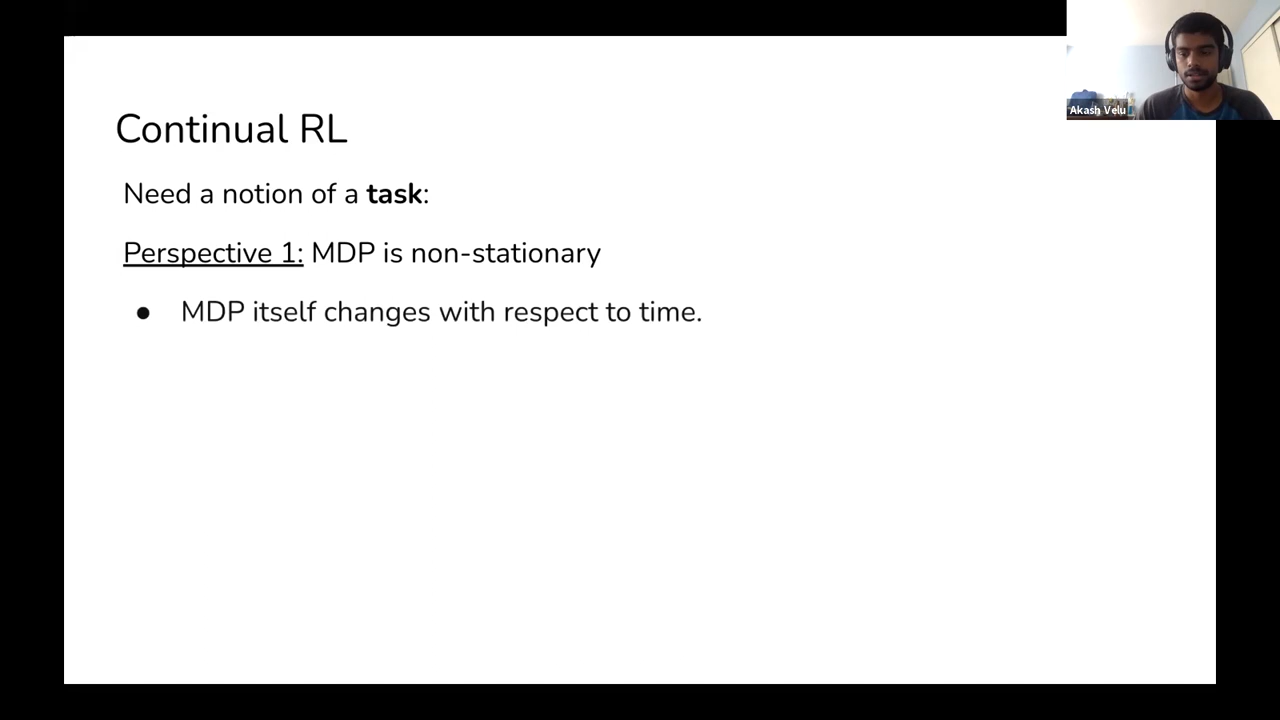 Akash Velu
Continual RL
Need a notion of a task:
Perspective 1: MDP is non-stationary
● MDP itself changes with respect to time.